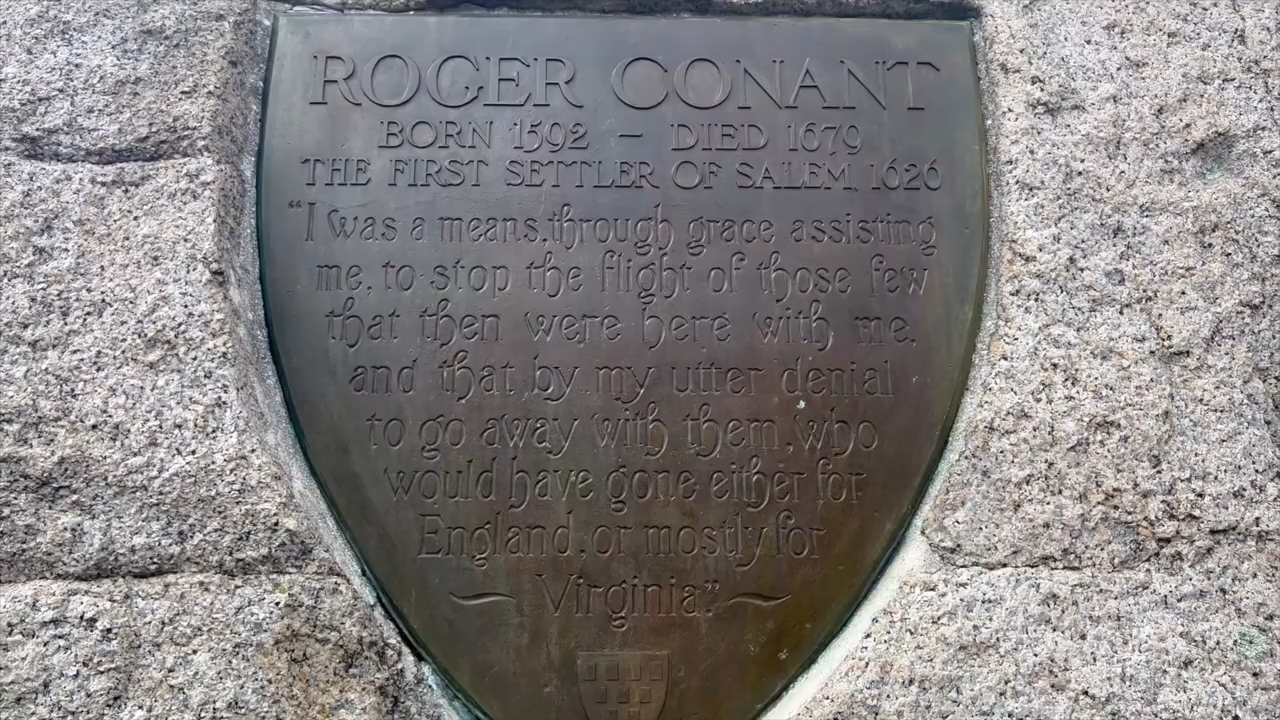 ROGER CONANT
BORN 1592 – DIED 1679
THE FIRST SETTLER OF SALEM, 1626
“I was a means, through grace assisting
me, to stop the flight of those few
that then were here with me,
and that by my utter denial
to go away with them, who
would have gone either for
England, or mostly for
Virginia.”